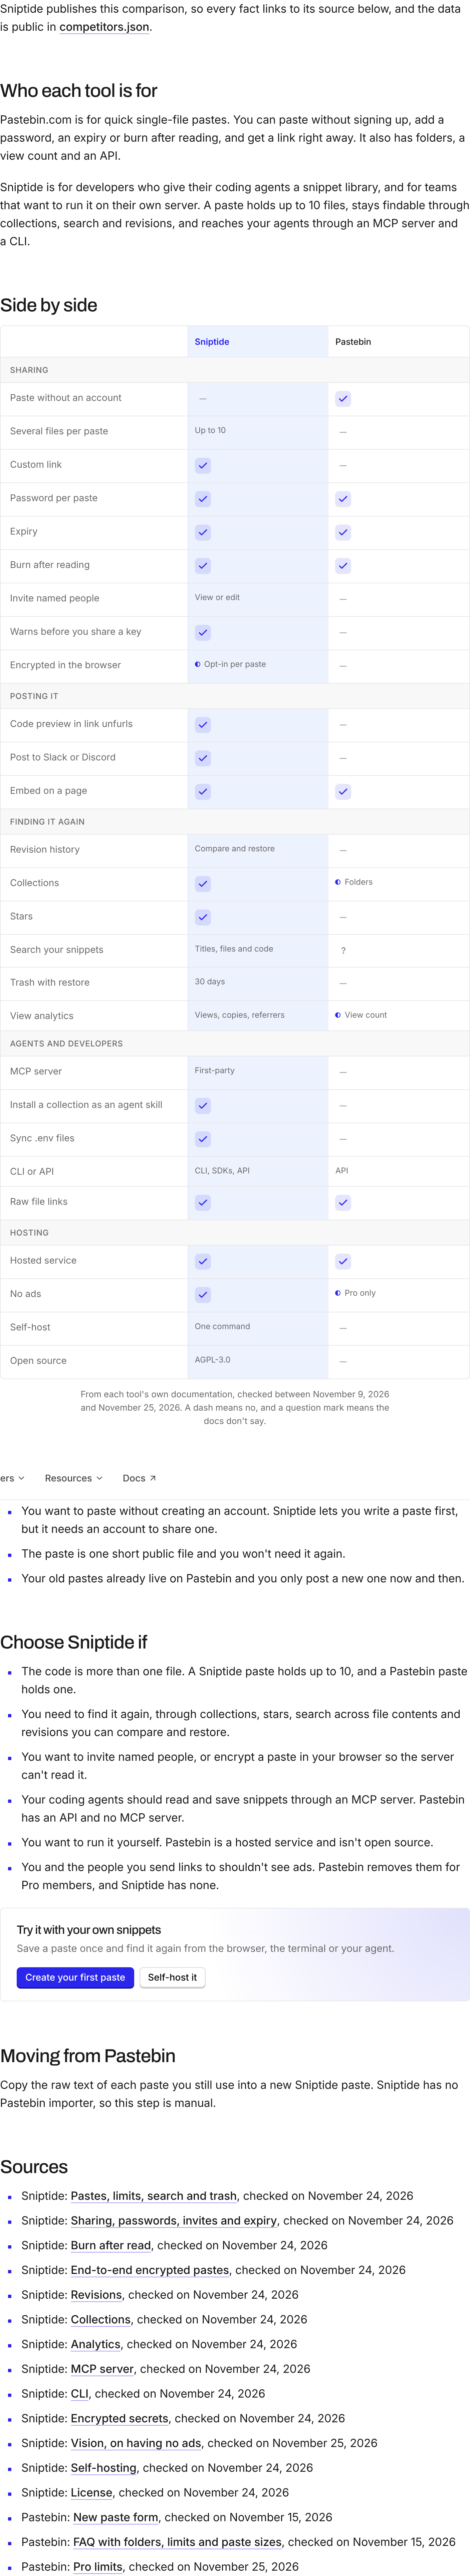 Sniptide publishes this comparison, so every fact links to its source below, and the data
is public in competitors.json.
Who each tool is for
Pastebin.com is for quick single-file pastes. You can paste without signing up, add a
password, an expiry or burn after reading, and get a link right away. It also has folders, a
view count and an API.
Sniptide is for developers who give their coding agents a snippet library, and for teams
that want to run it on their own server. A paste holds up to 10 files, stays findable through
collections, search and revisions, and reaches your agents through an MCP server and
a CLI.
Side by side
Sniptide Pastebin
SHARING
Paste without an account —
Several files per paste Up to 10 —
Custom link —
Password per paste
Expiry
Burn after reading
Invite named people View or edit —
Warns before you share a key —
Encrypted in the browser Opt-in per paste —
POSTING IT
Code preview in link unfurls —
Post to Slack or Discord —
Embed on a page
FINDING IT AGAIN
Revision history Compare and restore —
Collections Folders
Stars —
Search your snippets Titles, files and code ?
Trash with restore 30 days —
View analytics Views, copies, referrers View count
AGENTS AND DEVELOPERS
MCP server First-party —
Install a collection as an agent skill —
Sync .env files —
CLI or API CLI, SDKs, API API
Raw file links
HOSTING
Hosted service
No ads Pro only
Self-host One command —
Open source AGPL-3.0 —
From each tool's own documentation, checked between November 9, 2026
and November 25, 2026. A dash means no, and a question mark means the
docs don't say.
ers Resources Docs ↗
You want to paste without creating an account. Sniptide lets you write a paste first,
but it needs an account to share one.
The paste is one short public file and you won't need it again.
Your old pastes already live on Pastebin and you only post a new one now and then.
Choose Sniptide if
The code is more than one file. A Sniptide paste holds up to 10, and a Pastebin paste
holds one.
You need to find it again, through collections, stars, search across file contents and
revisions you can compare and restore.
You want to invite named people, or encrypt a paste in your browser so the server
can't read it.
Your coding agents should read and save snippets through an MCP server. Pastebin
has an API and no MCP server.
You want to run it yourself. Pastebin is a hosted service and isn't open source.
You and the people you send links to shouldn't see ads. Pastebin removes them for
Pro members, and Sniptide has none.
Try it with your own snippets
Save a paste once and find it again from the browser, the terminal or your agent.
Create your first paste Self-host it
Moving from Pastebin
Copy the raw text of each paste you still use into a new Sniptide paste. Sniptide has no
Pastebin importer, so this step is manual.
Sources
Sniptide: Pastes, limits, search and trash, checked on November 24, 2026
Sniptide: Sharing, passwords, invites and expiry, checked on November 24, 2026
Sniptide: Burn after read, checked on November 24, 2026
Sniptide: End-to-end encrypted pastes, checked on November 24, 2026
Sniptide: Revisions, checked on November 24, 2026
Sniptide: Collections, checked on November 24, 2026
Sniptide: Analytics, checked on November 24, 2026
Sniptide: MCP server, checked on November 24, 2026
Sniptide: CLI, checked on November 24, 2026
Sniptide: Encrypted secrets, checked on November 24, 2026
Sniptide: Vision, on having no ads, checked on November 25, 2026
Sniptide: Self-hosting, checked on November 24, 2026
Sniptide: License, checked on November 24, 2026
Pastebin: New paste form, checked on November 15, 2026
Pastebin: FAQ with folders, limits and paste sizes, checked on November 15, 2026
Pastebin: Pro limits, checked on November 25, 2026